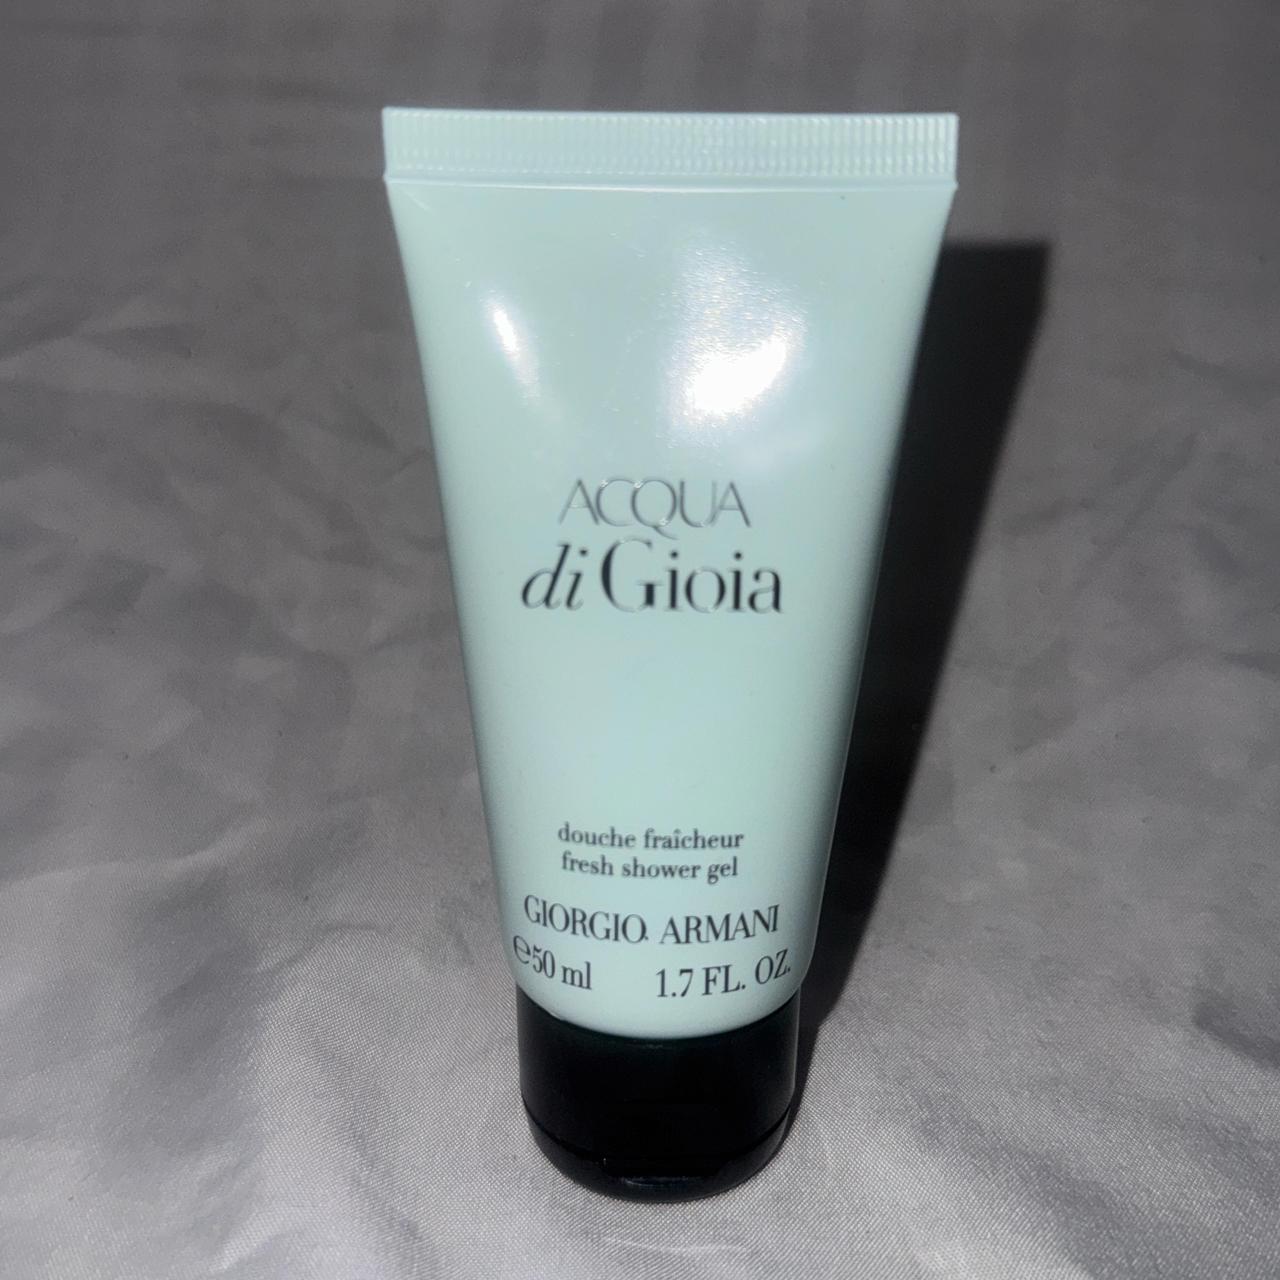 ACQUA
di Gioia
douche fraîcheur
fresh shower gel
GIORGIO ARMANI
℮50 ml 1.7 FL. OZ.